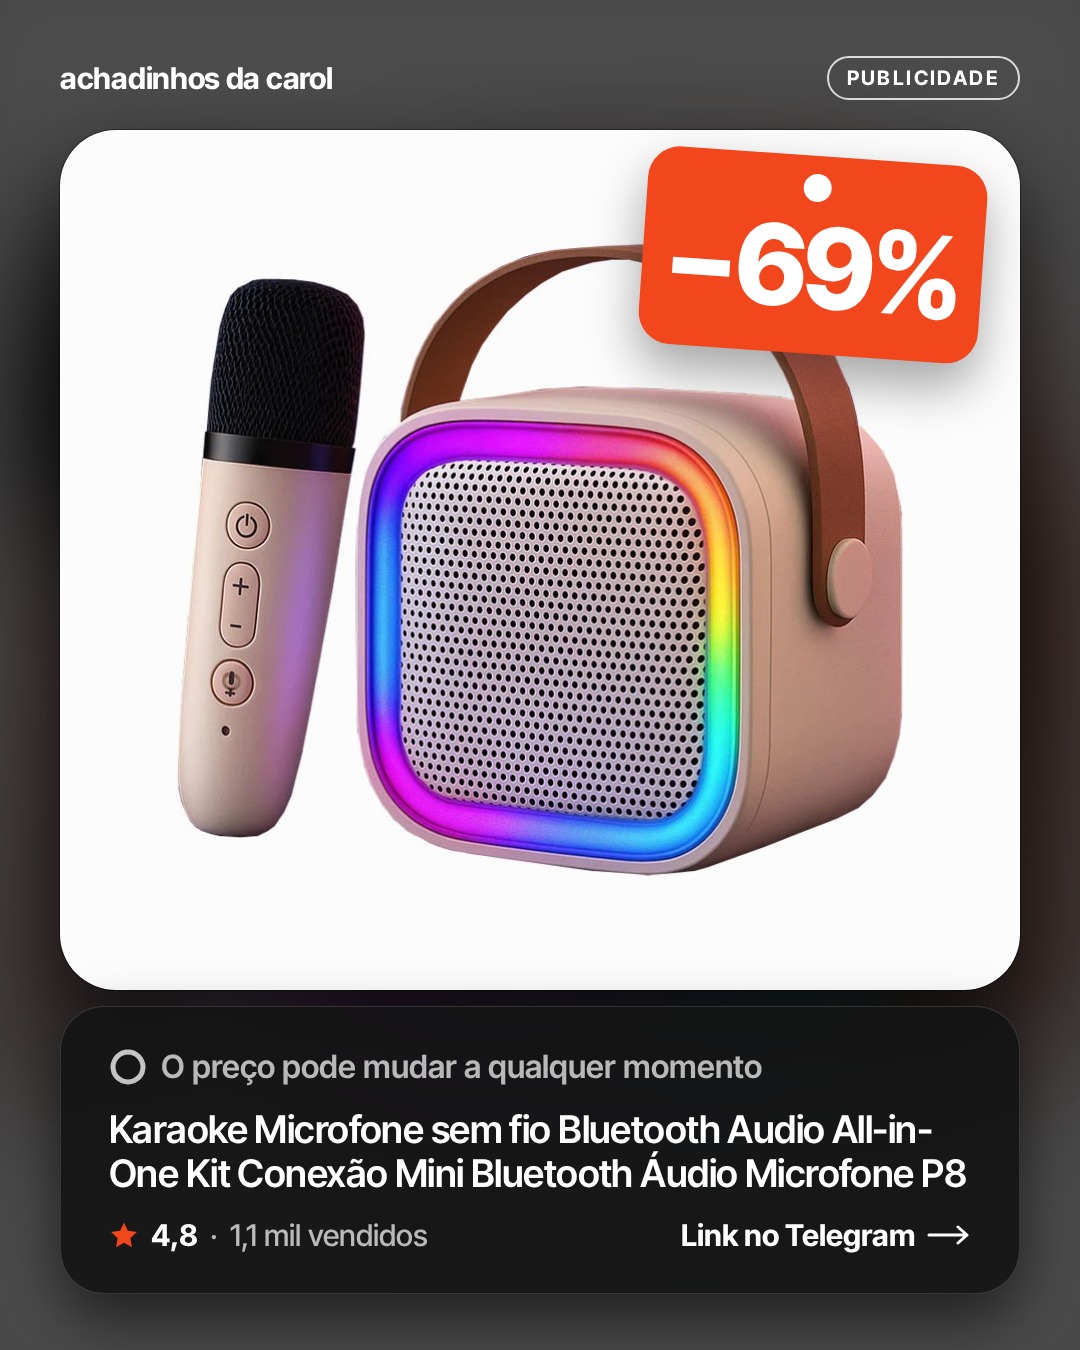 achadinhos da carol
PUBLICIDADE
–69%
O preço pode mudar a qualquer momento
Karaoke Microfone sem fio Bluetooth Audio All-in-
One Kit Conexão Mini Bluetooth Áudio Microfone P8
4,8 · 1,1 mil vendidos
Link no Telegram →